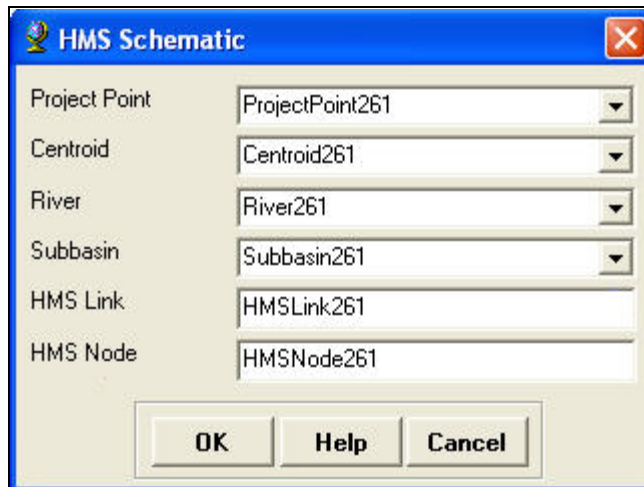 HMS Schematic
Project Point ProjectPoint261
Centroid Centroid261
River River261
Subbasin Subbasin261
HMS Link HMSLink261
HMS Node HMSNode261
OK Help Cancel